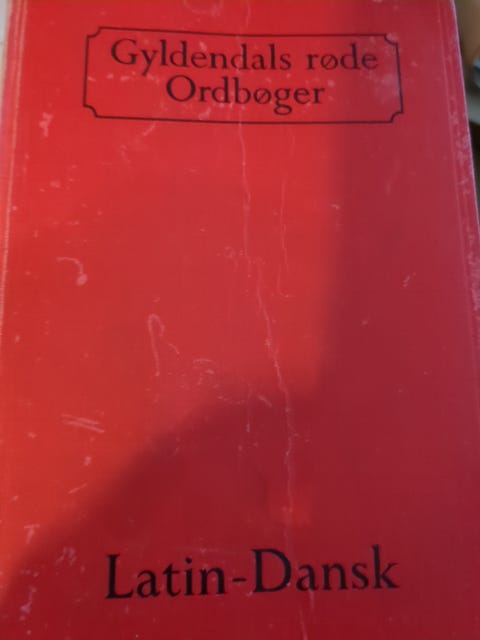 Gyldendals røde
Ordbøger
Latin-Dansk